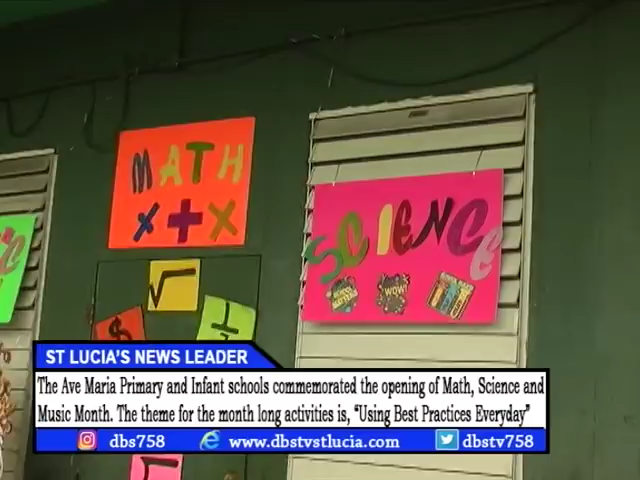 MATH
× + ×
SCIENCE
WOW!
√
$
ST LUCIA'S NEWS LEADER
The Ave Maria Primary and Infant schools commemorated the opening of Math, Science and
Music Month. The theme for the month long activities is, “Using Best Practices Everyday”
dbs758 www.dbstvstlucia.com dbstv758